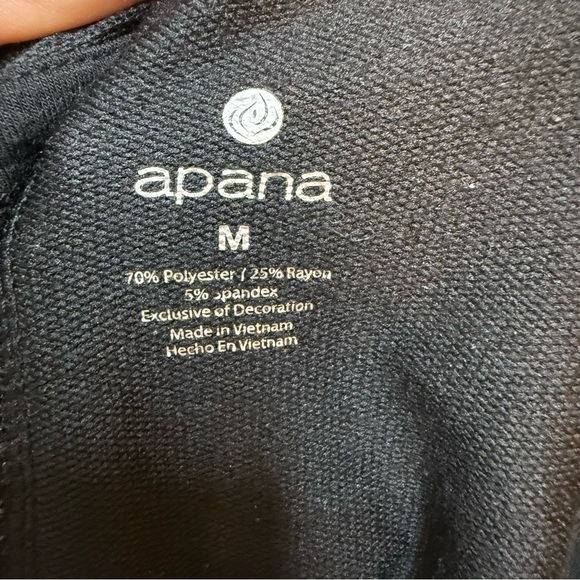 apana
M
70% Polyester / 25% Rayon
5% Spandex
Exclusive of Decoration
Made in Vietnam
Hecho En Vietnam